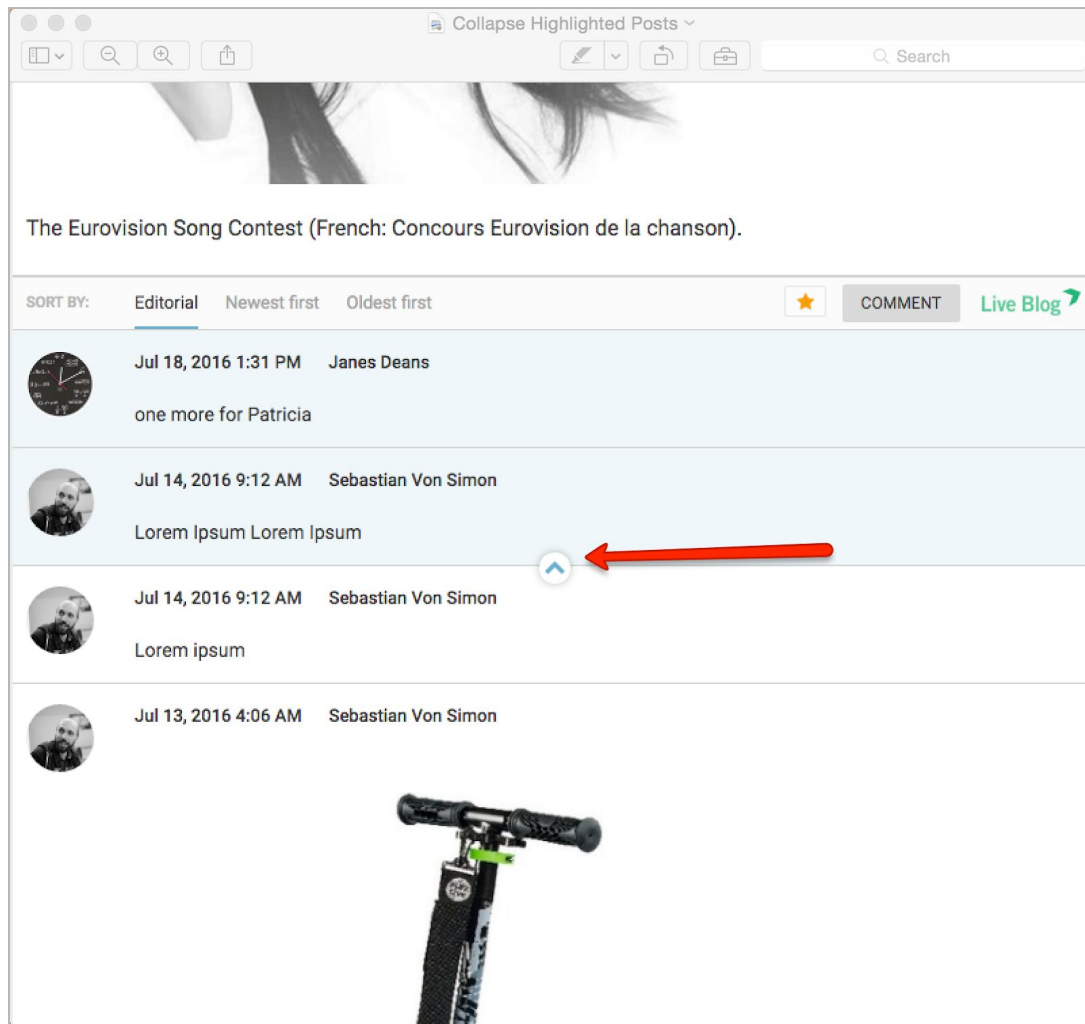 Collapse Highlighted Posts
Search
The Eurovision Song Contest (French: Concours Eurovision de la chanson).
SORT BY: Editorial Newest first Oldest first COMMENT Live Blog
Jul 18, 2016 1:31 PM Janes Deans
one more for Patricia
Jul 14, 2016 9:12 AM Sebastian Von Simon
Lorem Ipsum Lorem Ipsum
Jul 14, 2016 9:12 AM Sebastian Von Simon
Lorem ipsum
Jul 13, 2016 4:06 AM Sebastian Von Simon